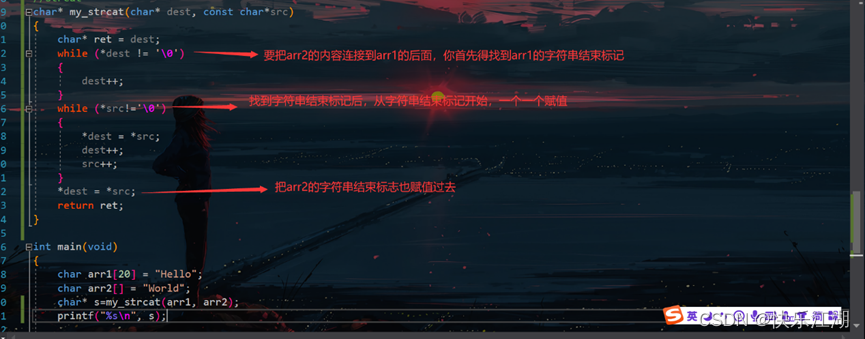 char* my_strcat(char* dest, const char*src)
{
char* ret = dest;
while (*dest != '\0') 要把arr2的内容连接到arr1的后面，你首先得找到arr1的字符串结束标记
{
dest++;
}
while (*src!='\0') 找到字符串结束标记后，从字符串结束标记开始，一个一个赋值
{
*dest = *src;
dest++;
src++;
}
*dest = *src; 把arr2的字符串结束标志也赋值过去
return ret;
}
int main(void)
{
char arr1[20] = "Hello";
char arr2[] = "World";
char* s=my_strcat(arr1, arr2);
printf("%s\n", s);
英
CSDN @快乐江湖